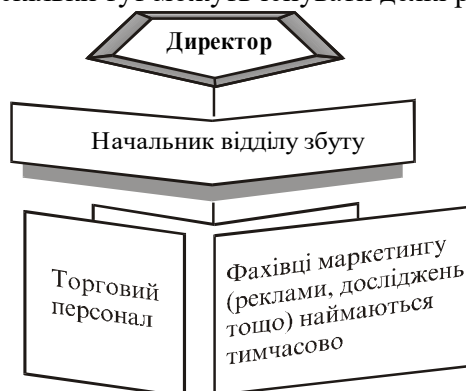 Директор
Начальник відділу збуту
Торговий
персонал
Фахівці маркетингу
(реклами, досліджень
тощо) наймаються
тимчасово